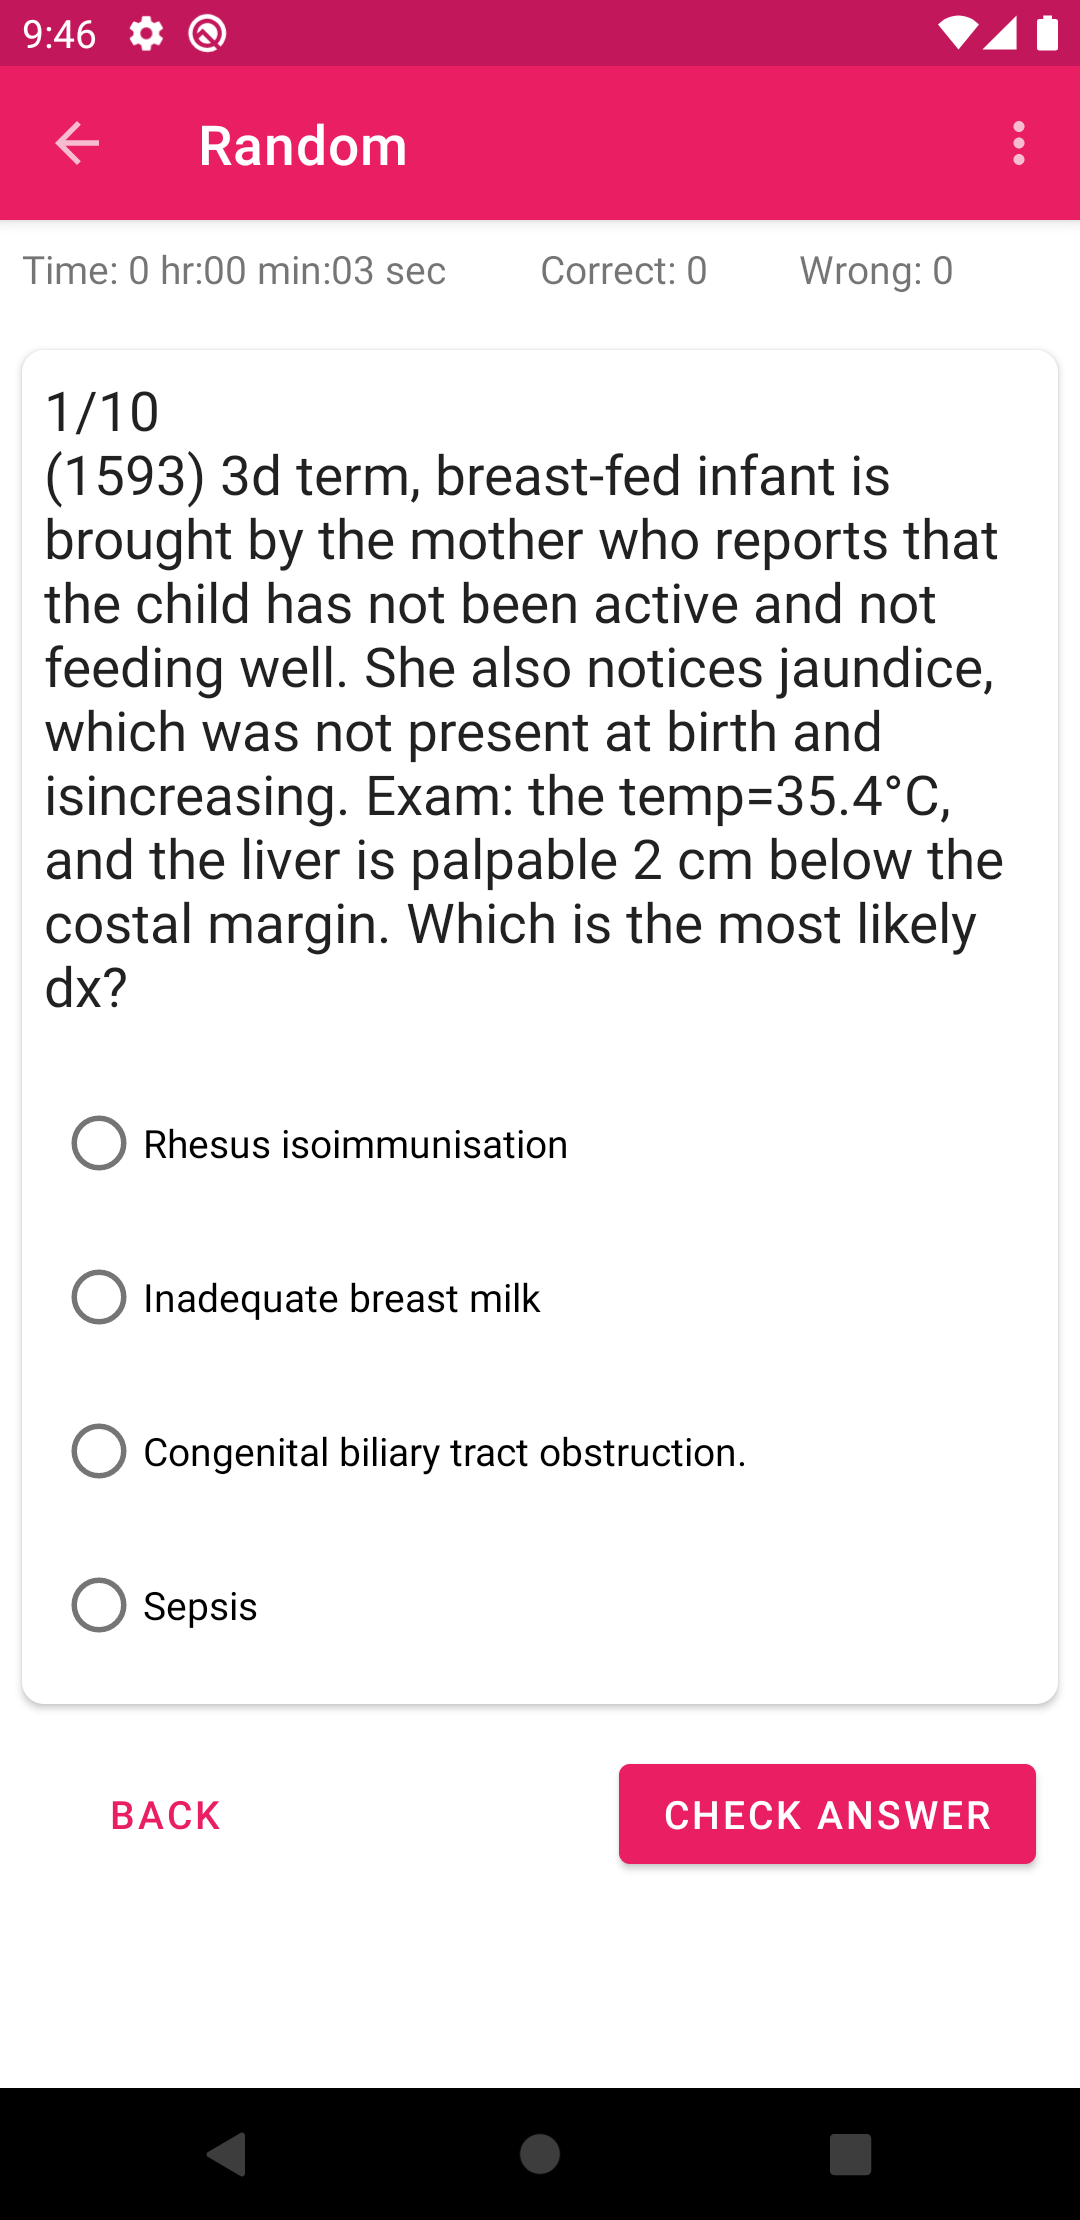 9:46
Random
Time: 0 hr:00 min:03 sec Correct: 0 Wrong: 0
1/10
(1593) 3d term, breast-fed infant is
brought by the mother who reports that
the child has not been active and not
feeding well. She also notices jaundice,
which was not present at birth and
isincreasing. Exam: the temp=35.4°C,
and the liver is palpable 2 cm below the
costal margin. Which is the most likely
dx?
Rhesus isoimmunisation
Inadequate breast milk
Congenital biliary tract obstruction.
Sepsis
BACK CHECK ANSWER